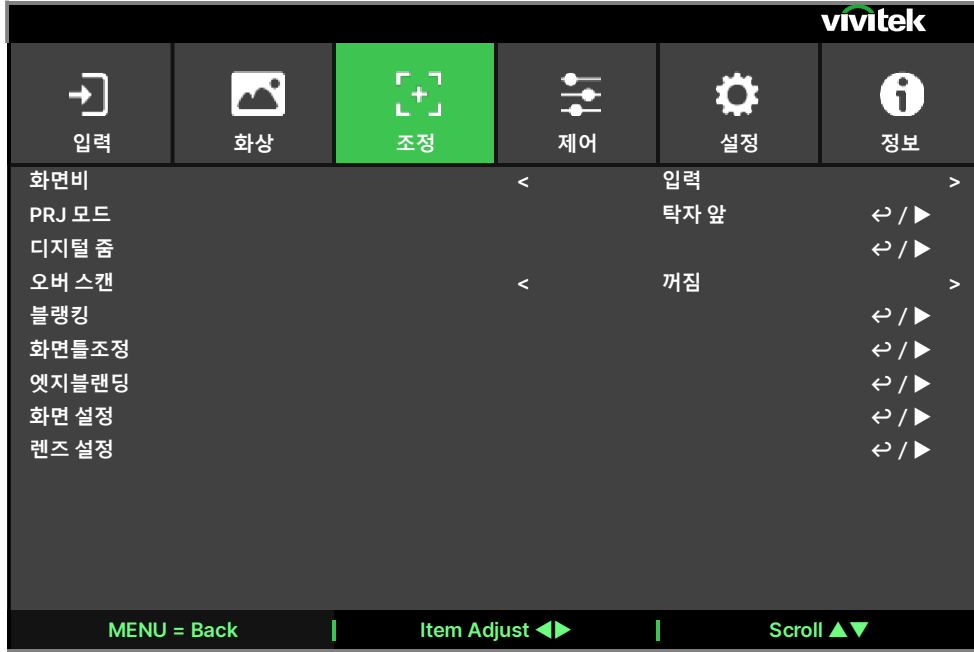 vivitek
입력 화상 조정 제어 설정 정보
화면비 < 입력 >
PRJ 모드 탁자 앞 ↩ / ▶
디지털 줌 ↩ / ▶
오버 스캔 < 꺼짐 >
블랭킹 ↩ / ▶
화면틀조정 ↩ / ▶
엣지블랜딩 ↩ / ▶
화면 설정 ↩ / ▶
렌즈 설정 ↩ / ▶
MENU = Back Item Adjust ◀▶ Scroll ▲▼